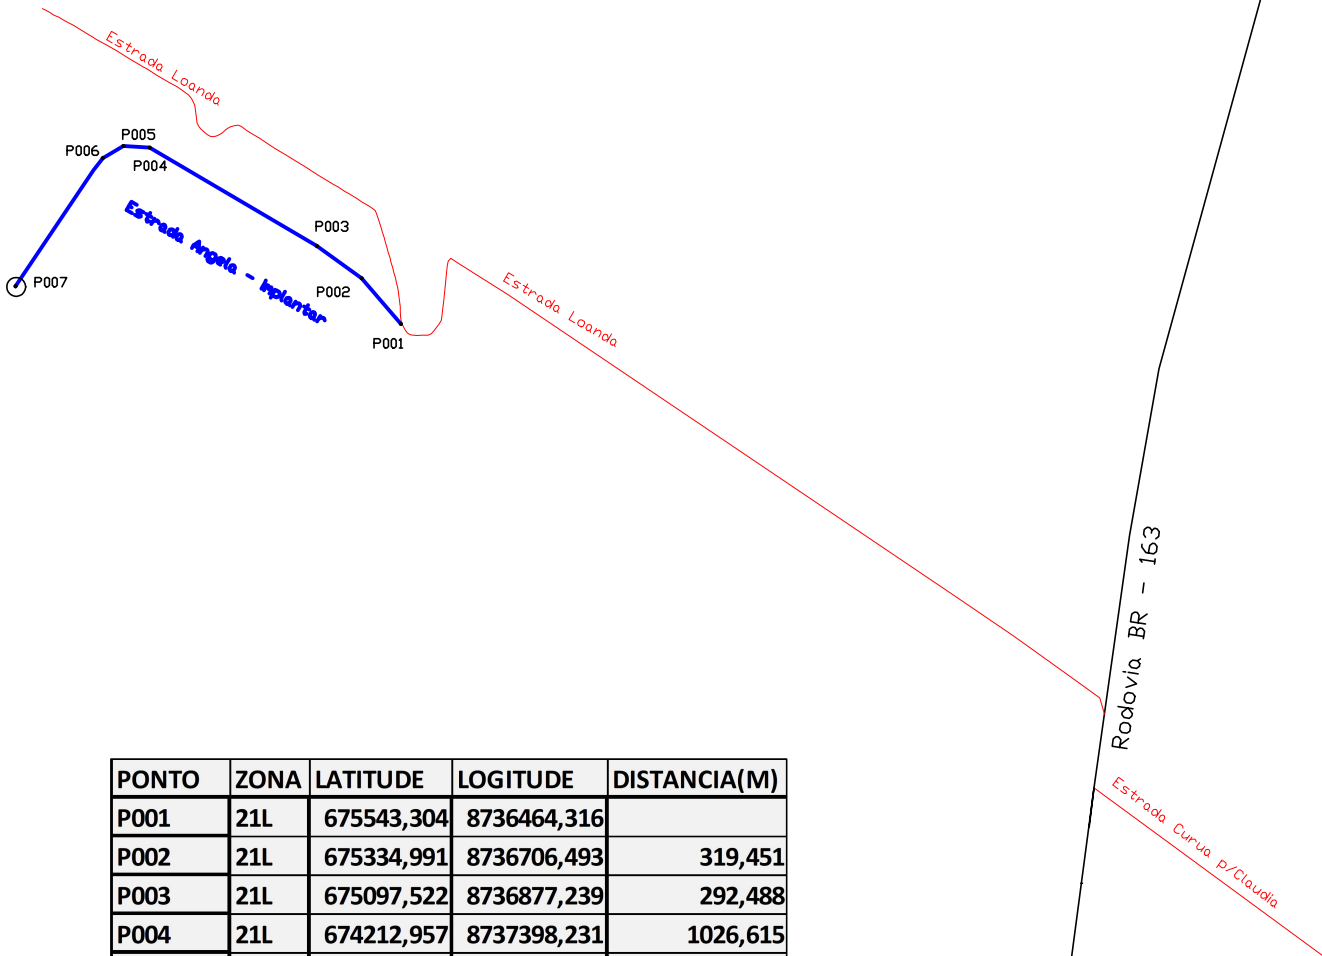 Estrada Loanda
P005
P006
P004
Estrada Angela - Implantar
P003
P007
P002
P001
Estrada Loanda
Rodovia BR - 163
Estrada Curua p/Claudia
PONTO ZONA LATITUDE LOGITUDE DISTANCIA(M)
P001 21L 675543,304 8736464,316
P002 21L 675334,991 8736706,493 319,451
P003 21L 675097,522 8736877,239 292,488
P004 21L 674212,957 8737398,231 1026,615